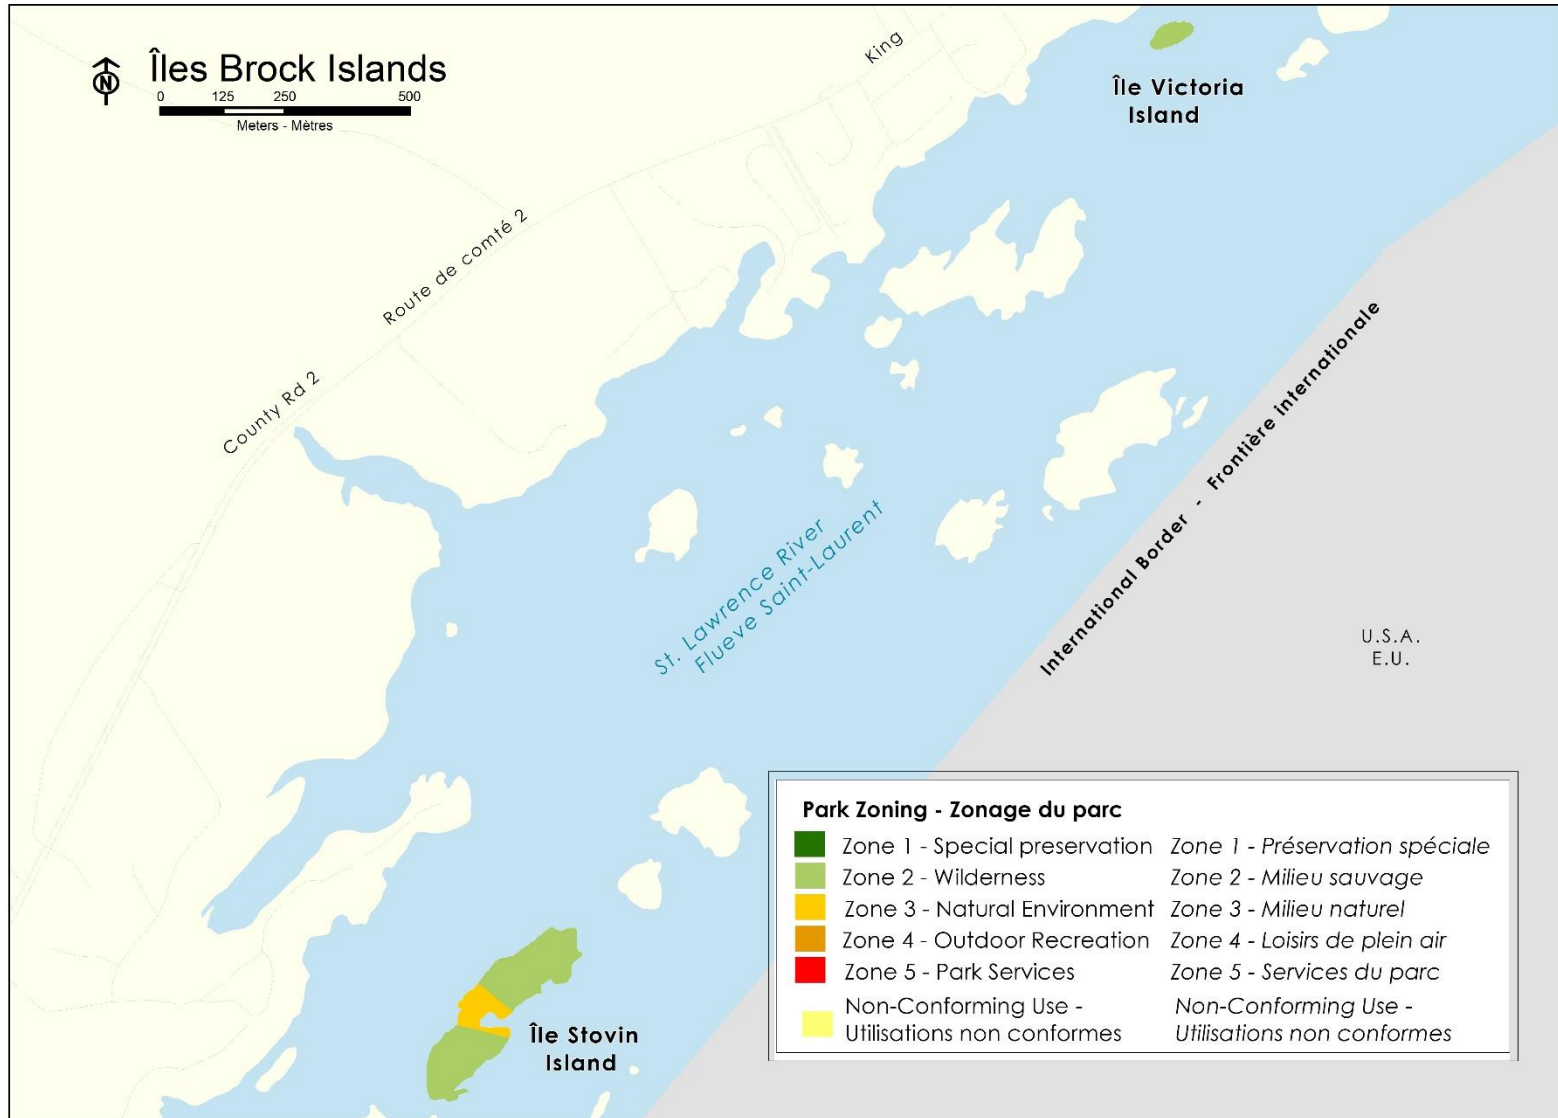 Îles Brock Islands
N
0 125 250 500
Meters - Mètres
King
Île Victoria
Island
Route de comté 2
County Rd 2
St. Lawrence River
Flueve Saint-Laurent
International Border - Frontière internationale
U.S.A.
E.U.
Île Stovin
Island
Park Zoning - Zonage du parc
Zone 1 - Special preservation Zone 1 - Préservation spéciale
Zone 2 - Wilderness Zone 2 - Milieu sauvage
Zone 3 - Natural Environment Zone 3 - Milieu naturel
Zone 4 - Outdoor Recreation Zone 4 - Loisirs de plein air
Zone 5 - Park Services Zone 5 - Services du parc
Non-Conforming Use - Non-Conforming Use -
Utilisations non conformes Utilisations non conformes